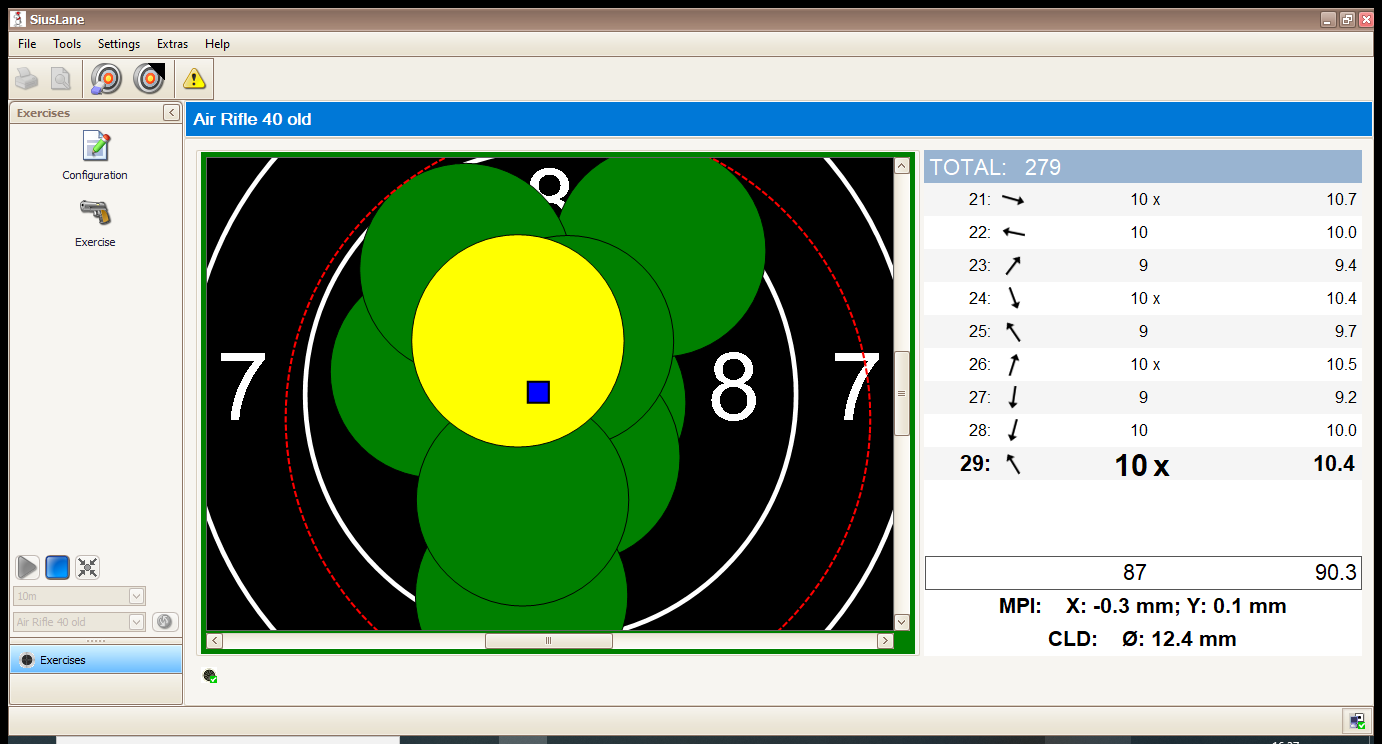 SiusLane
File Tools Settings Extras Help
Exercises
Configuration
Exercise
10m
Air Rifle 40 old
Exercises
Air Rifle 40 old
8
7
8
7
TOTAL: 279
21: 10 x 10.7
22: 10 10.0
23: 9 9.4
24: 10 x 10.4
25: 9 9.7
26: 10 x 10.5
27: 9 9.2
28: 10 10.0
29: 10 x 10.4
87 90.3
MPI: X: -0.3 mm; Y: 0.1 mm
CLD: Ø: 12.4 mm